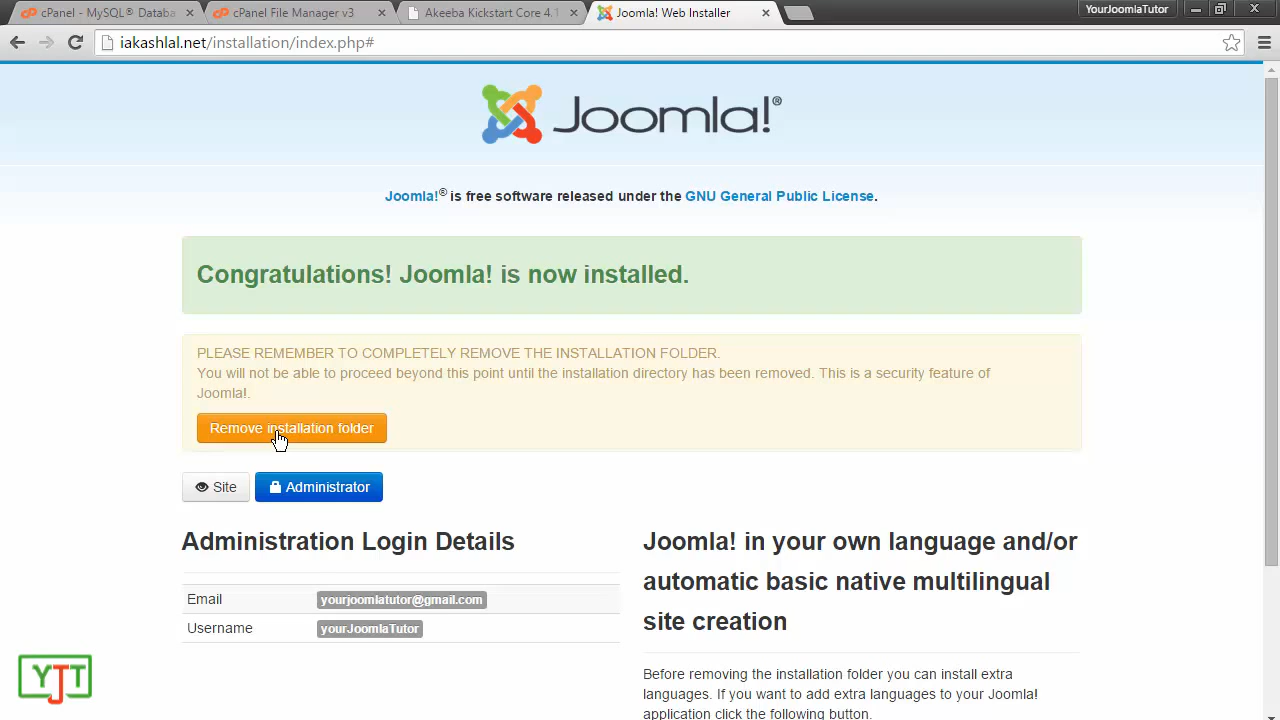 cPanel - MySQL® Databa
cPanel File Manager v3
Akeeba Kickstart Core 4.1
Joomla! Web Installer
YourJoomlaTutor
iakashlal.net/installation/index.php#
Joomla!®
Joomla!® is free software released under the GNU General Public License.
Congratulations! Joomla! is now installed.
PLEASE REMEMBER TO COMPLETELY REMOVE THE INSTALLATION FOLDER.
You will not be able to proceed beyond this point until the installation directory has been removed. This is a security feature of
Joomla!.
Remove installation folder
Site
Administrator
Administration Login Details
Email yourjoomlatutor@gmail.com
Username yourJoomlaTutor
Joomla! in your own language and/or
automatic basic native multilingual
site creation
Before removing the installation folder you can install extra
languages. If you want to add extra languages to your Joomla!
application click the following button.
YJT